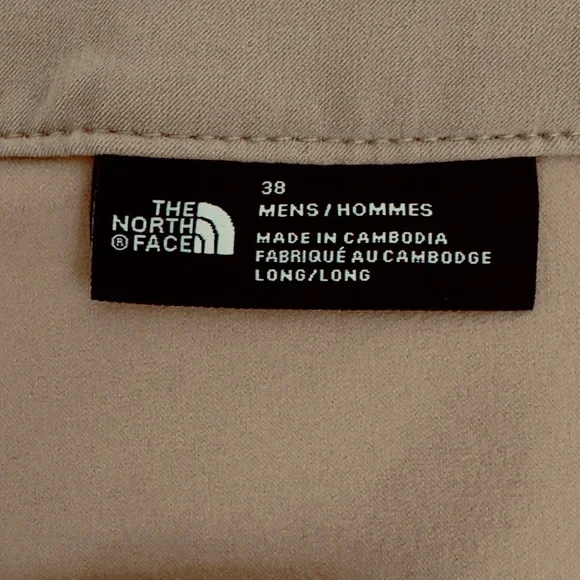 THE
NORTH
® FACE
38
MENS / HOMMES
MADE IN CAMBODIA
FABRIQUÉ AU CAMBODGE
LONG/LONG